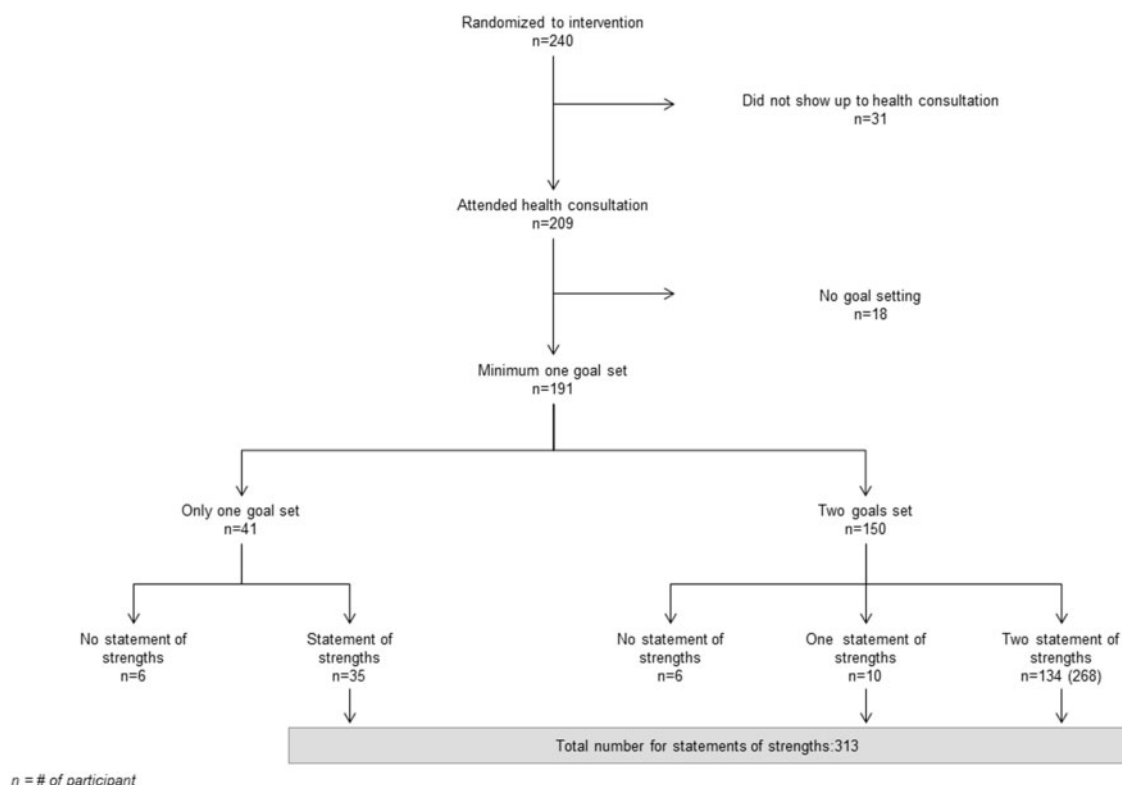 Randomized to intervention
n=240
Did not show up to health consultation
n=31
Attended health consultation
n=209
No goal setting
n=18
Minimum one goal set
n=191
Only one goal set
n=41
Two goals set
n=150
No statement of
strengths
n=6
Statement of
strengths
n=35
No statement of
strengths
n=6
One statement of
strengths
n=10
Two statement of
strengths
n=134 (268)
Total number for statements of strengths:313
n = # of participant